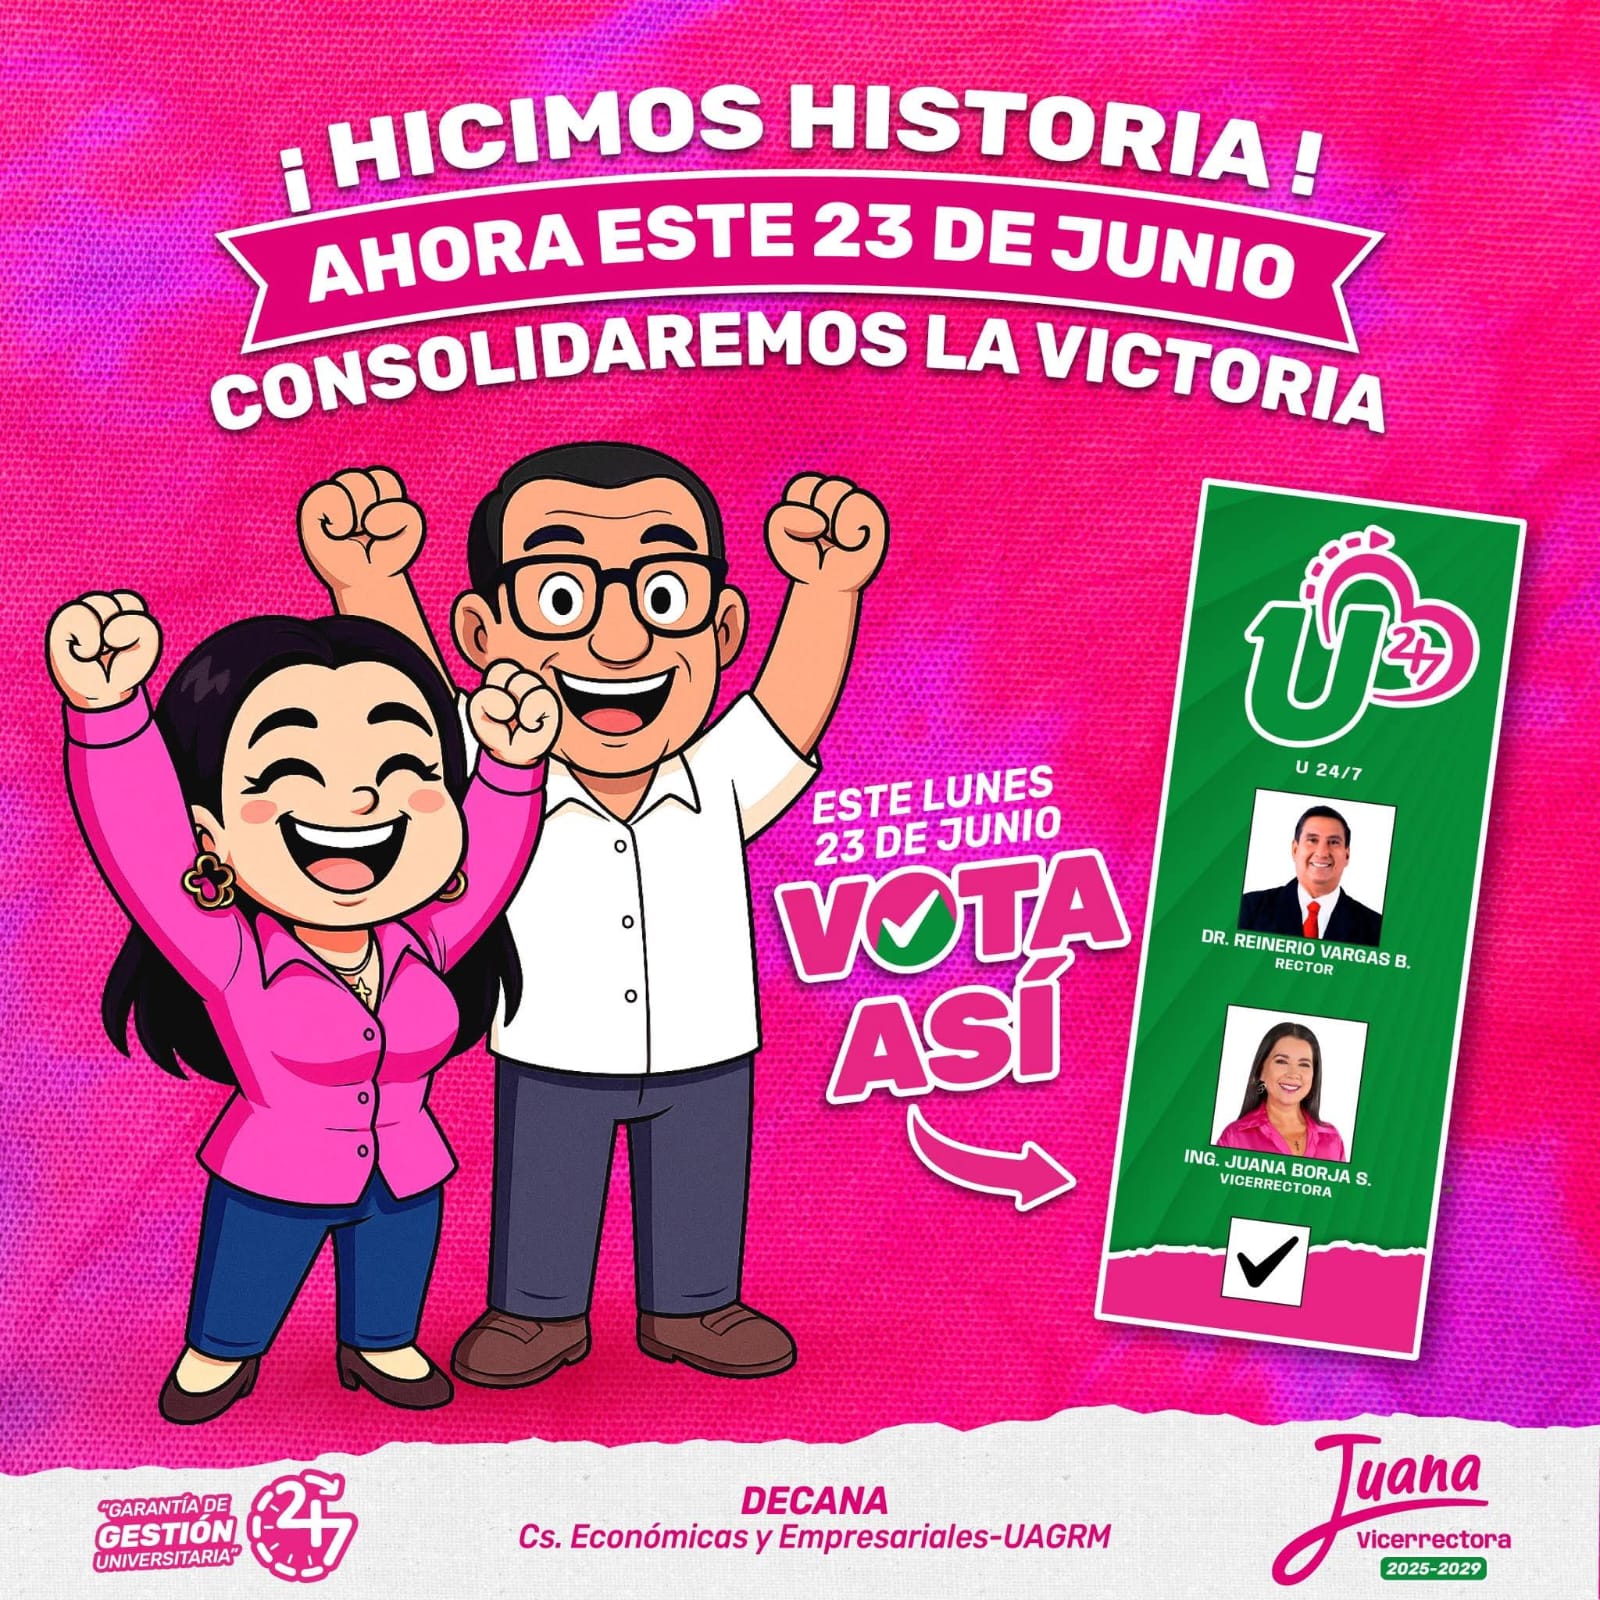 ¡HICIMOS HISTORIA!
AHORA ESTE 23 DE JUNIO
CONSOLIDAREMOS LA VICTORIA
ESTE LUNES
23 DE JUNIO
VOTA
ASÍ
U 24/7
U 24/7
DR. REINERIO VARGAS B.
RECTOR
ING. JUANA BORJA S.
VICERRECTORA
"GARANTÍA DE
GESTIÓN
UNIVERSITARIA"
24/7
DECANA
Cs. Económicas y Empresariales-UAGRM
Juana
Vicerrectora
2025-2029